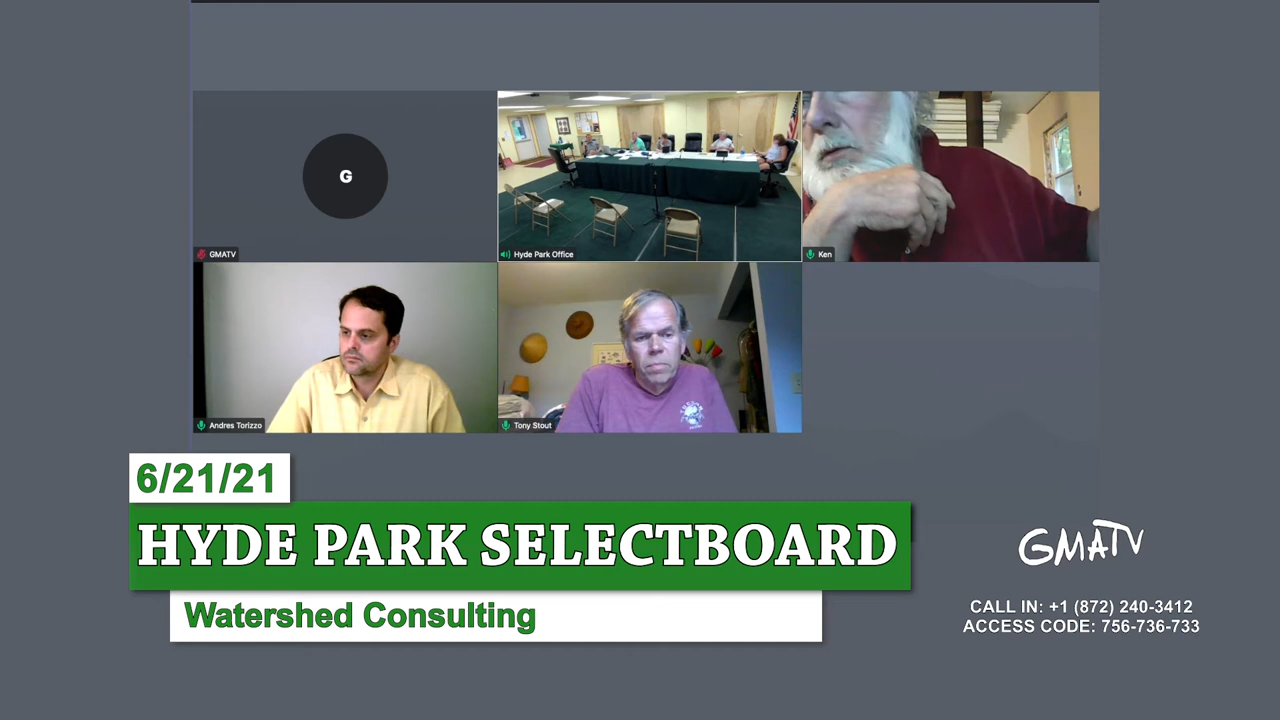 G
GMATV
Hyde Park Office
Ken
Andres Torizzo
Tony Stout
6/21/21
HYDE PARK SELECTBOARD
Watershed Consulting
GMATV
CALL IN: +1 (872) 240-3412
ACCESS CODE: 756-736-733